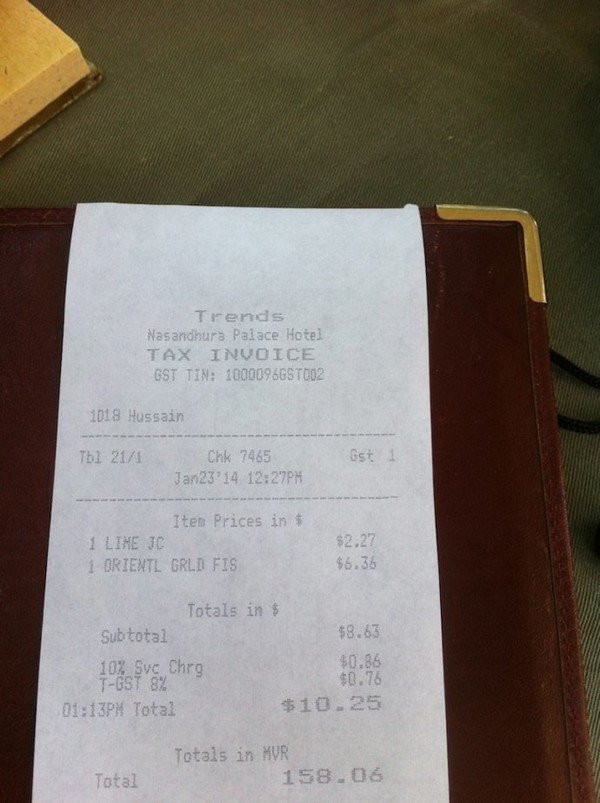 Trends
Nasandhura Palace Hotel
TAX INVOICE
GST TIN: 1000096GST002
1018 Hussain
Tbl 21/1 Chk 7465 Gst 1
Jan23'14 12:27PM
Item Prices in $
1 LIME JC $2.27
1 ORIENTL GRLD FIS $6.36
Totals in $
Subtotal $8.63
10% Svc Chrg $0.86
T-GST 8% $0.76
01:13PM Total $10.25
Totals in MVR
Total 158.06